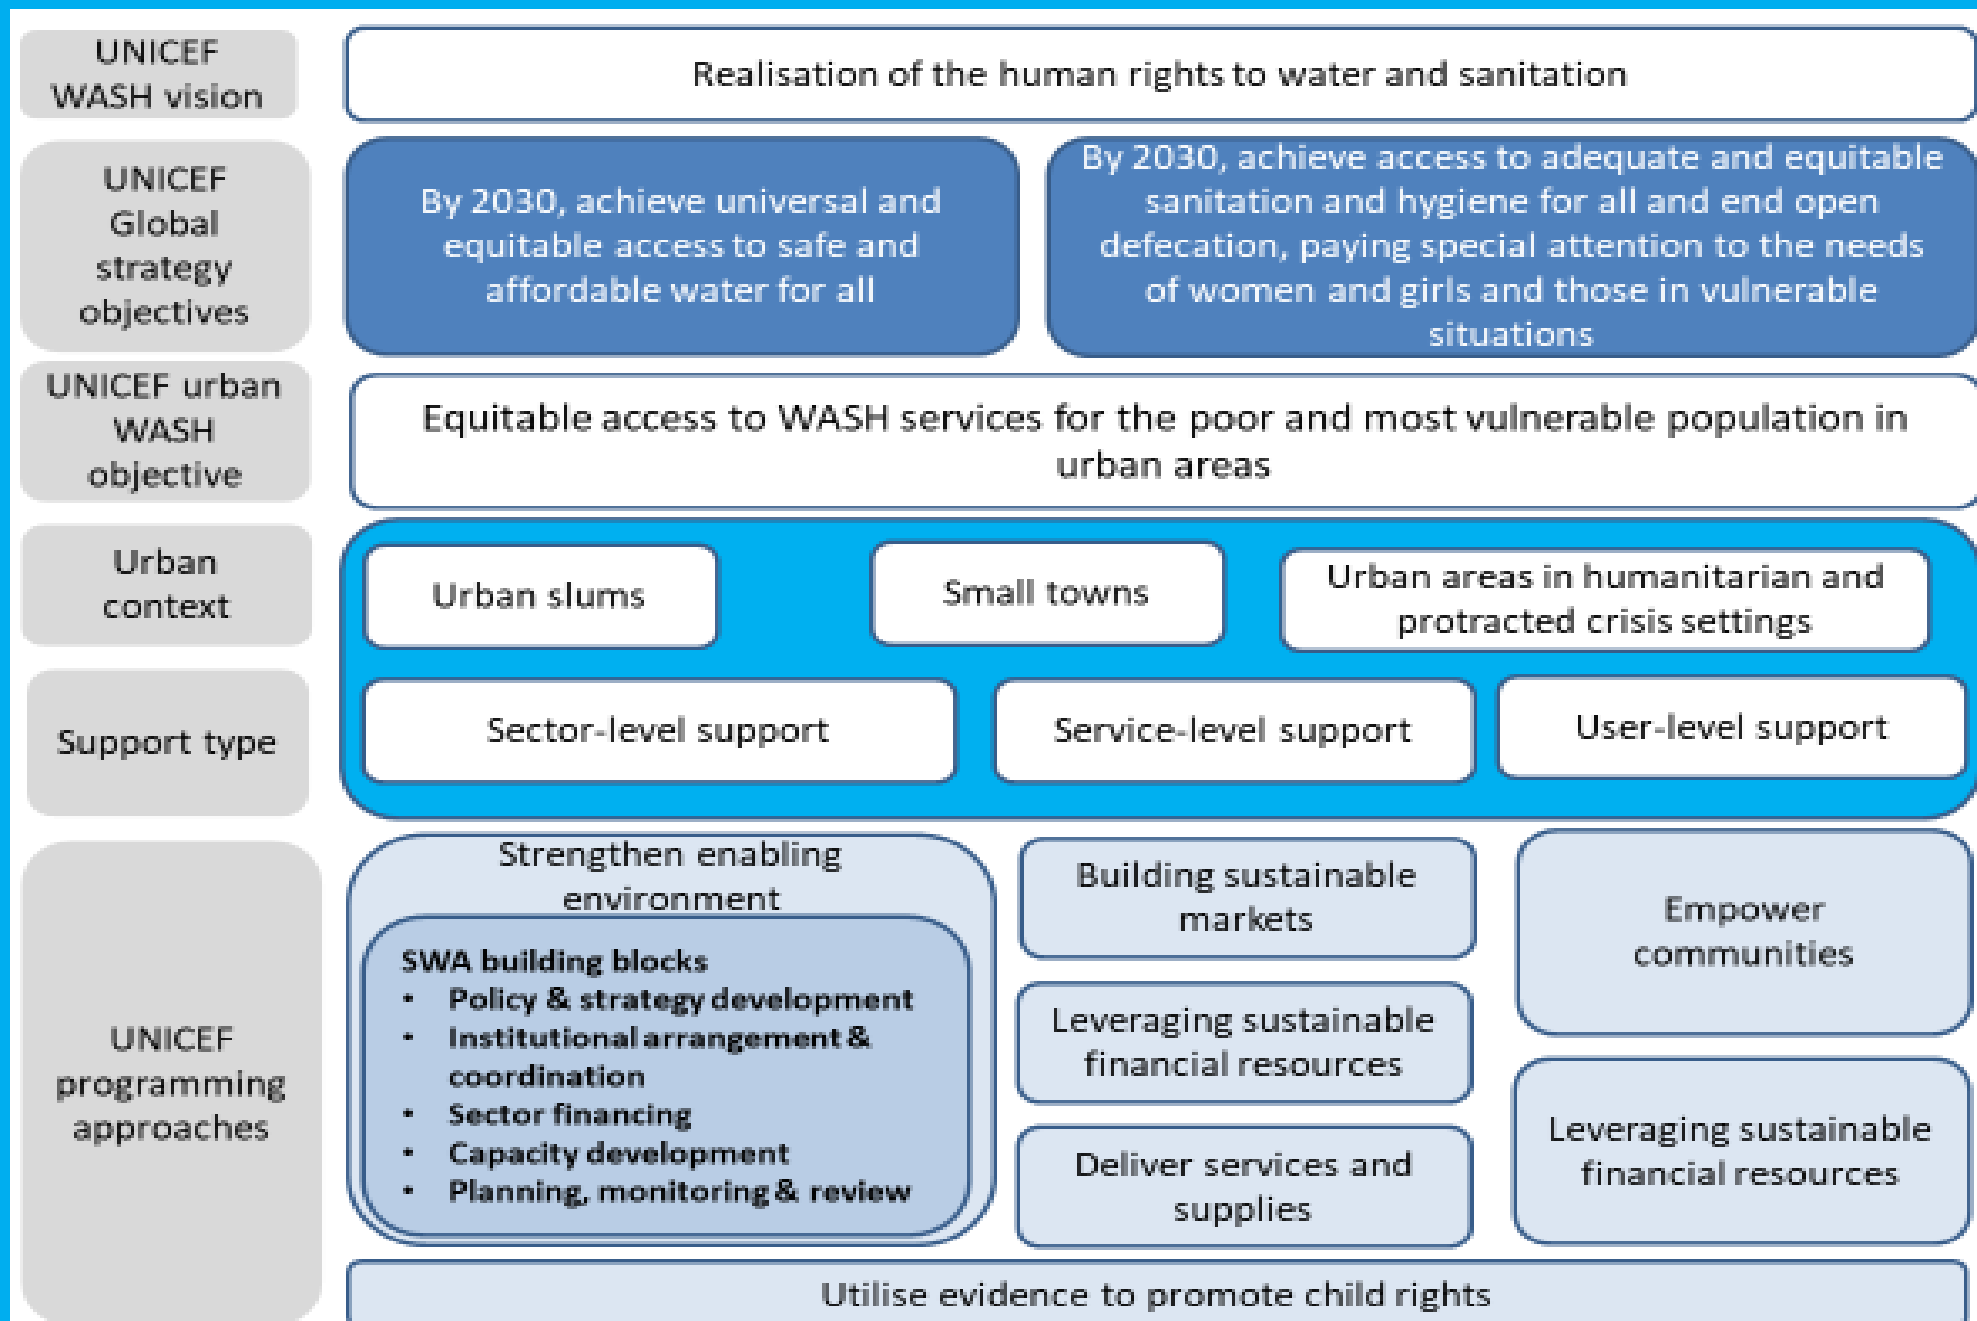 UNICEF
WASH vision
Realisation of the human rights to water and sanitation
UNICEF
Global
strategy
objectives
By 2030, achieve universal and
equitable access to safe and
affordable water for all
By 2030, achieve access to adequate and equitable
sanitation and hygiene for all and end open
defecation, paying special attention to the needs
of women and girls and those in vulnerable
situations
UNICEF urban
WASH
objective
Equitable access to WASH services for the poor and most vulnerable population in
urban areas
Urban
context
Urban slums
Small towns
Urban areas in humanitarian and
protracted crisis settings
Support type
Sector-level support
Service-level support
User-level support
UNICEF
programming
approaches
Strengthen enabling
environment
SWA building blocks
• Policy & strategy development
• Institutional arrangement &
coordination
• Sector financing
• Capacity development
• Planning, monitoring & review
Building sustainable
markets
Leveraging sustainable
financial resources
Deliver services and
supplies
Empower
communities
Leveraging sustainable
financial resources
Utilise evidence to promote child rights